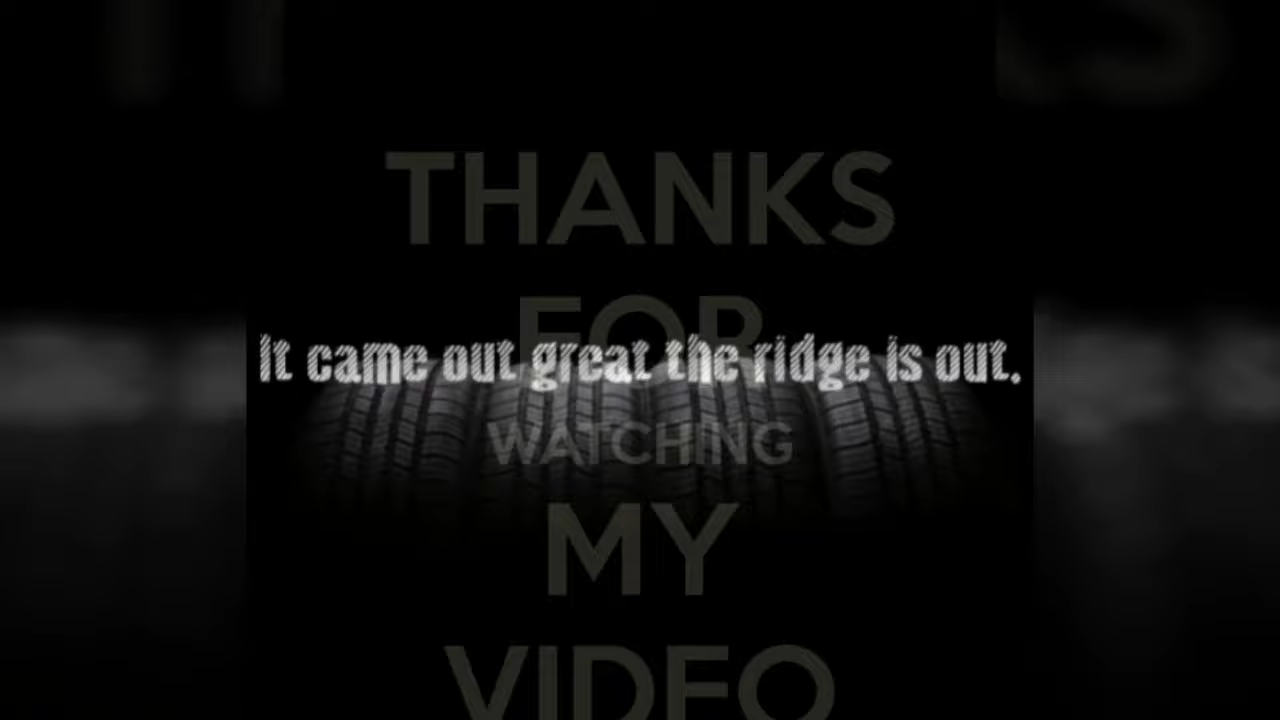 THANKS
FOR
It came out great the ridge is out.
WATCHING
MY
VIDEO